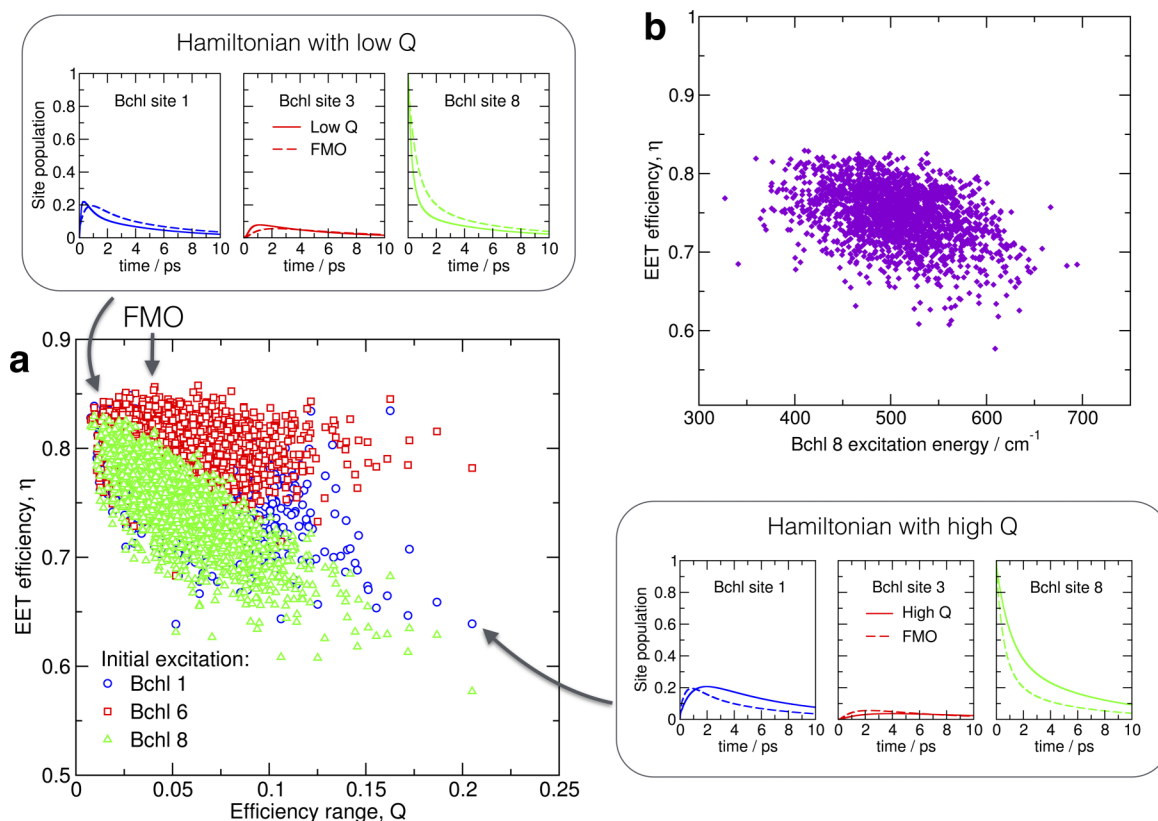 Hamiltonian with low Q
1
0.8
0.6
0.4
0.2
0
Site population
Bchl site 1
Bchl site 3
Bchl site 8
Low Q
FMO
0 2 4 6 8 10
0 2 4 6 8 10
0 2 4 6 8 10
time / ps
time / ps
time / ps
b
1
0.9
0.8
0.7
0.6
EET efficiency, η
300 400 500 600 700
Bchl 8 excitation energy / cm⁻¹
FMO
a
0.9
0.8
0.7
0.6
0.5
EET efficiency, η
Initial excitation:
Bchl 1
Bchl 6
Bchl 8
0 0.05 0.1 0.15 0.2 0.25
Efficiency range, Q
Hamiltonian with high Q
1
0.8
0.6
0.4
0.2
0
Site population
Bchl site 1
Bchl site 3
Bchl site 8
High Q
FMO
0 2 4 6 8 10
0 2 4 6 8 10
0 2 4 6 8 10
time / ps
time / ps
time / ps